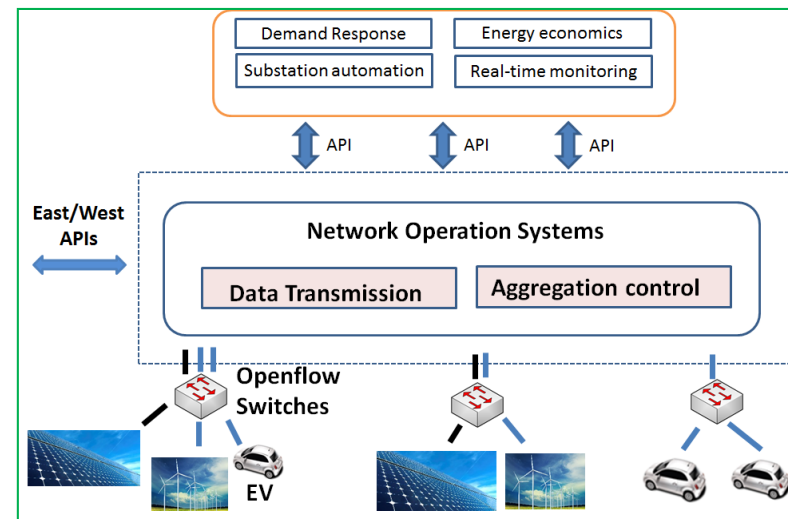 Demand Response
Energy economics
Substation automation
Real-time monitoring
API
API
API
East/West
APIs
Network Operation Systems
Data Transmission
Aggregation control
Openflow
Switches
EV